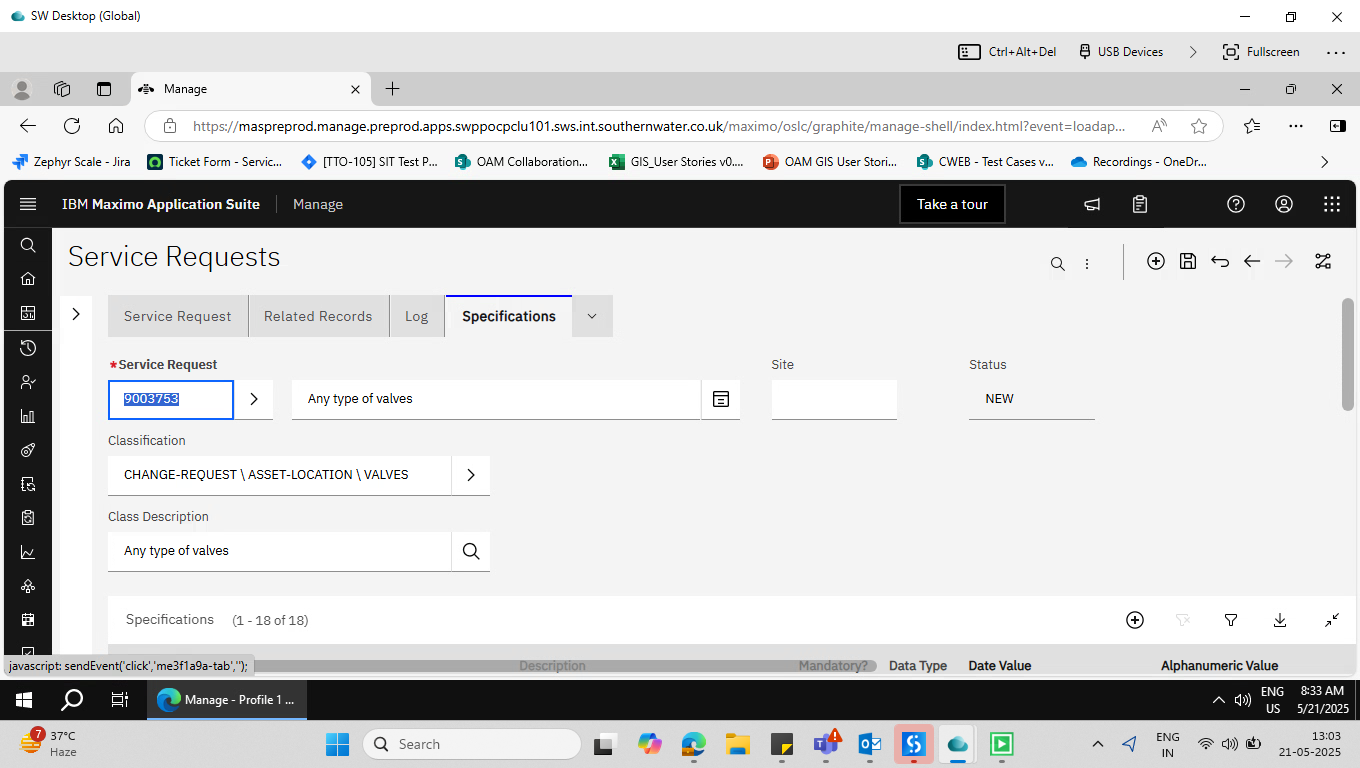 SW Desktop (Global)
Ctrl+Alt+Del
USB Devices
Fullscreen
Manage
https://maspreprod.manage.preprod.apps.swppocpclu101.sws.int.southernwater.co.uk/maximo/oslc/graphite/manage-shell/index.html?event=loadap...
Zephyr Scale - Jira
Ticket Form - Servic...
[TTO-105] SIT Test P...
OAM Collaboration...
GIS_User Stories v0....
OAM GIS User Stori...
CWEB - Test Cases v...
Recordings - OneDr...
IBM Maximo Application Suite
Manage
Take a tour
Service Requests
Service Request
Related Records
Log
Specifications
*Service Request
Site
Status
9003753
Any type of valves
NEW
Classification
CHANGE-REQUEST \ ASSET-LOCATION \ VALVES
Class Description
Any type of valves
Specifications
(1 - 18 of 18)
javascript: sendEvent('click','me3f1a9a-tab','');
Description
Mandatory?
Data Type
Date Value
Alphanumeric Value
Manage - Profile 1 ...
ENG
US
8:33 AM
5/21/2025
7
37°C
Haze
Search
ENG
IN
13:03
21-05-2025